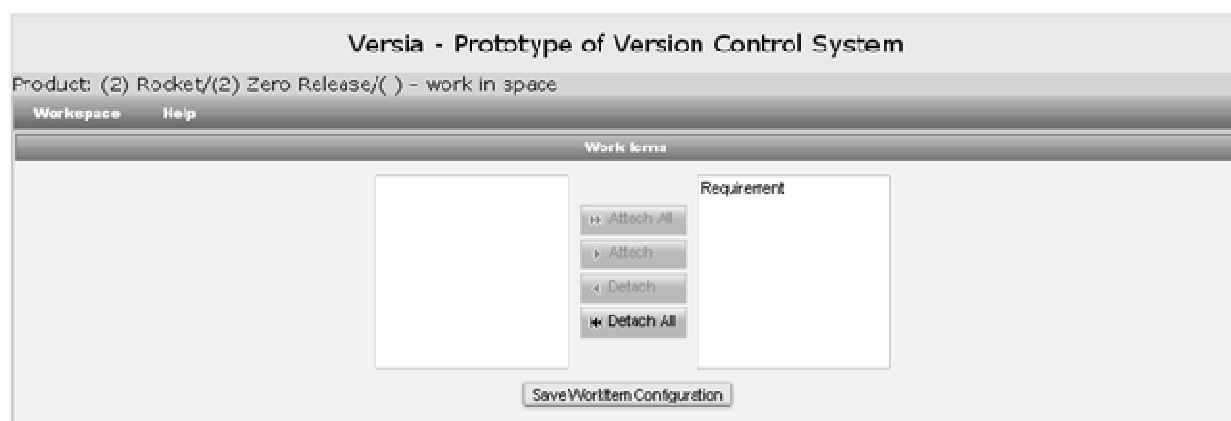 Versia - Prototype of Version Control System
Product: (2) Rocket/(2) Zero Release/( ) - work in space
Workspace Help
Work Items
Requirement
Attach All
Attach
Detach
Detach All
Save WorkItem Configuration